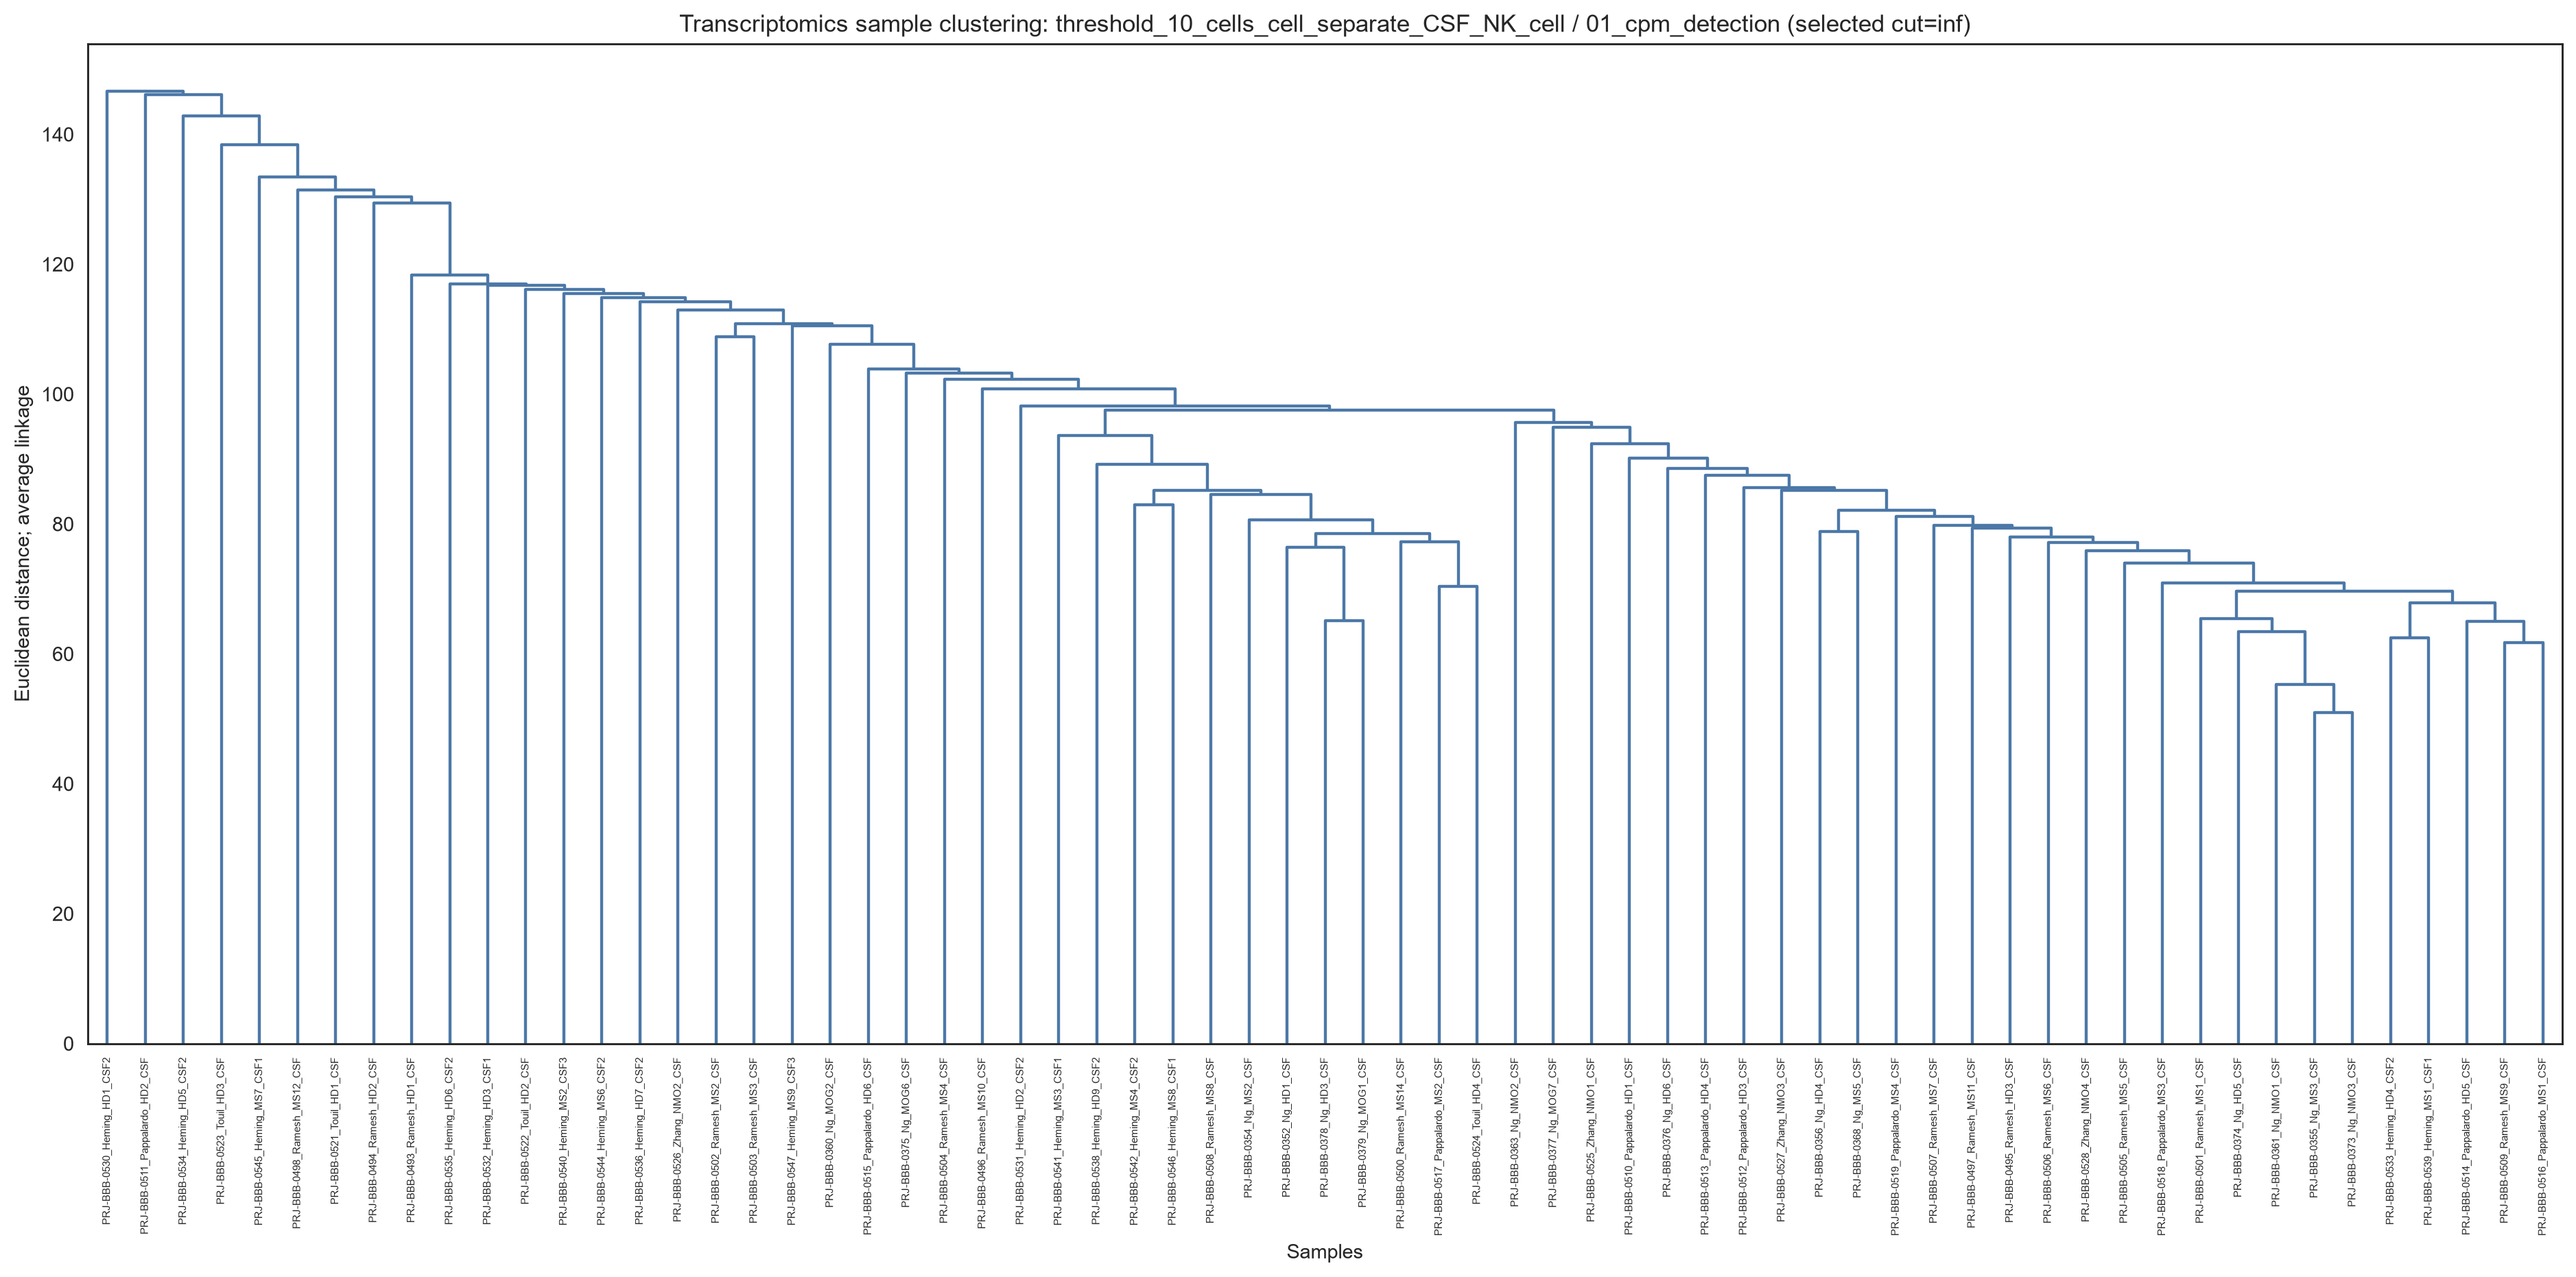 Transcriptomics sample clustering: threshold_10_cells_cell_separate_CSF_NK_cell / 01_cpm_detection (selected cut=inf)
Euclidean distance; average linkage
140
120
100
80
60
40
20
0
PRJ-BBB-0530_Heming_HD1_CSF2
PRJ-BBB-0511_Pappalardo_HD2_CSF
PRJ-BBB-0534_Heming_HD5_CSF2
PRJ-BBB-0523_Touil_HD3_CSF
PRJ-BBB-0545_Heming_MS7_CSF1
PRJ-BBB-0498_Ramesh_MS12_CSF
PRJ-BBB-0521_Touil_HD1_CSF
PRJ-BBB-0494_Ramesh_HD2_CSF
PRJ-BBB-0493_Ramesh_HD1_CSF
PRJ-BBB-0535_Heming_HD6_CSF2
PRJ-BBB-0532_Heming_HD3_CSF1
PRJ-BBB-0522_Touil_HD2_CSF
PRJ-BBB-0540_Heming_MS2_CSF3
PRJ-BBB-0544_Heming_MS6_CSF2
PRJ-BBB-0536_Heming_HD7_CSF2
PRJ-BBB-0526_Zhang_NMO2_CSF
PRJ-BBB-0502_Ramesh_MS2_CSF
PRJ-BBB-0503_Ramesh_MS3_CSF
PRJ-BBB-0547_Heming_MS9_CSF3
PRJ-BBB-0360_Ng_MOG2_CSF
PRJ-BBB-0515_Pappalardo_HD6_CSF
PRJ-BBB-0375_Ng_MOG6_CSF
PRJ-BBB-0504_Ramesh_MS4_CSF
PRJ-BBB-0496_Ramesh_MS10_CSF
PRJ-BBB-0531_Heming_HD2_CSF2
PRJ-BBB-0541_Heming_MS3_CSF1
PRJ-BBB-0538_Heming_HD9_CSF2
PRJ-BBB-0542_Heming_MS4_CSF2
PRJ-BBB-0546_Heming_MS8_CSF1
PRJ-BBB-0508_Ramesh_MS8_CSF
PRJ-BBB-0354_Ng_MS2_CSF
PRJ-BBB-0352_Ng_HD1_CSF
PRJ-BBB-0378_Ng_HD3_CSF
PRJ-BBB-0379_Ng_MOG1_CSF
PRJ-BBB-0500_Ramesh_MS14_CSF
PRJ-BBB-0517_Pappalardo_MS2_CSF
PRJ-BBB-0524_Touil_HD4_CSF
PRJ-BBB-0363_Ng_NMO2_CSF
PRJ-BBB-0377_Ng_MOG7_CSF
PRJ-BBB-0525_Zhang_NMO1_CSF
PRJ-BBB-0510_Pappalardo_HD1_CSF
PRJ-BBB-0376_Ng_HD6_CSF
PRJ-BBB-0513_Pappalardo_HD4_CSF
PRJ-BBB-0512_Pappalardo_HD3_CSF
PRJ-BBB-0527_Zhang_NMO3_CSF
PRJ-BBB-0356_Ng_HD4_CSF
PRJ-BBB-0368_Ng_MS5_CSF
PRJ-BBB-0519_Pappalardo_MS4_CSF
PRJ-BBB-0507_Ramesh_MS7_CSF
PRJ-BBB-0497_Ramesh_MS11_CSF
PRJ-BBB-0495_Ramesh_HD3_CSF
PRJ-BBB-0506_Ramesh_MS6_CSF
PRJ-BBB-0528_Zhang_NMO4_CSF
PRJ-BBB-0505_Ramesh_MS5_CSF
PRJ-BBB-0518_Pappalardo_MS3_CSF
PRJ-BBB-0501_Ramesh_MS1_CSF
PRJ-BBB-0374_Ng_HD5_CSF
PRJ-BBB-0361_Ng_NMO1_CSF
PRJ-BBB-0355_Ng_MS3_CSF
PRJ-BBB-0373_Ng_NMO3_CSF
PRJ-BBB-0533_Heming_HD4_CSF2
PRJ-BBB-0539_Heming_MS1_CSF1
PRJ-BBB-0514_Pappalardo_HD5_CSF
PRJ-BBB-0509_Ramesh_MS9_CSF
PRJ-BBB-0516_Pappalardo_MS1_CSF
Samples